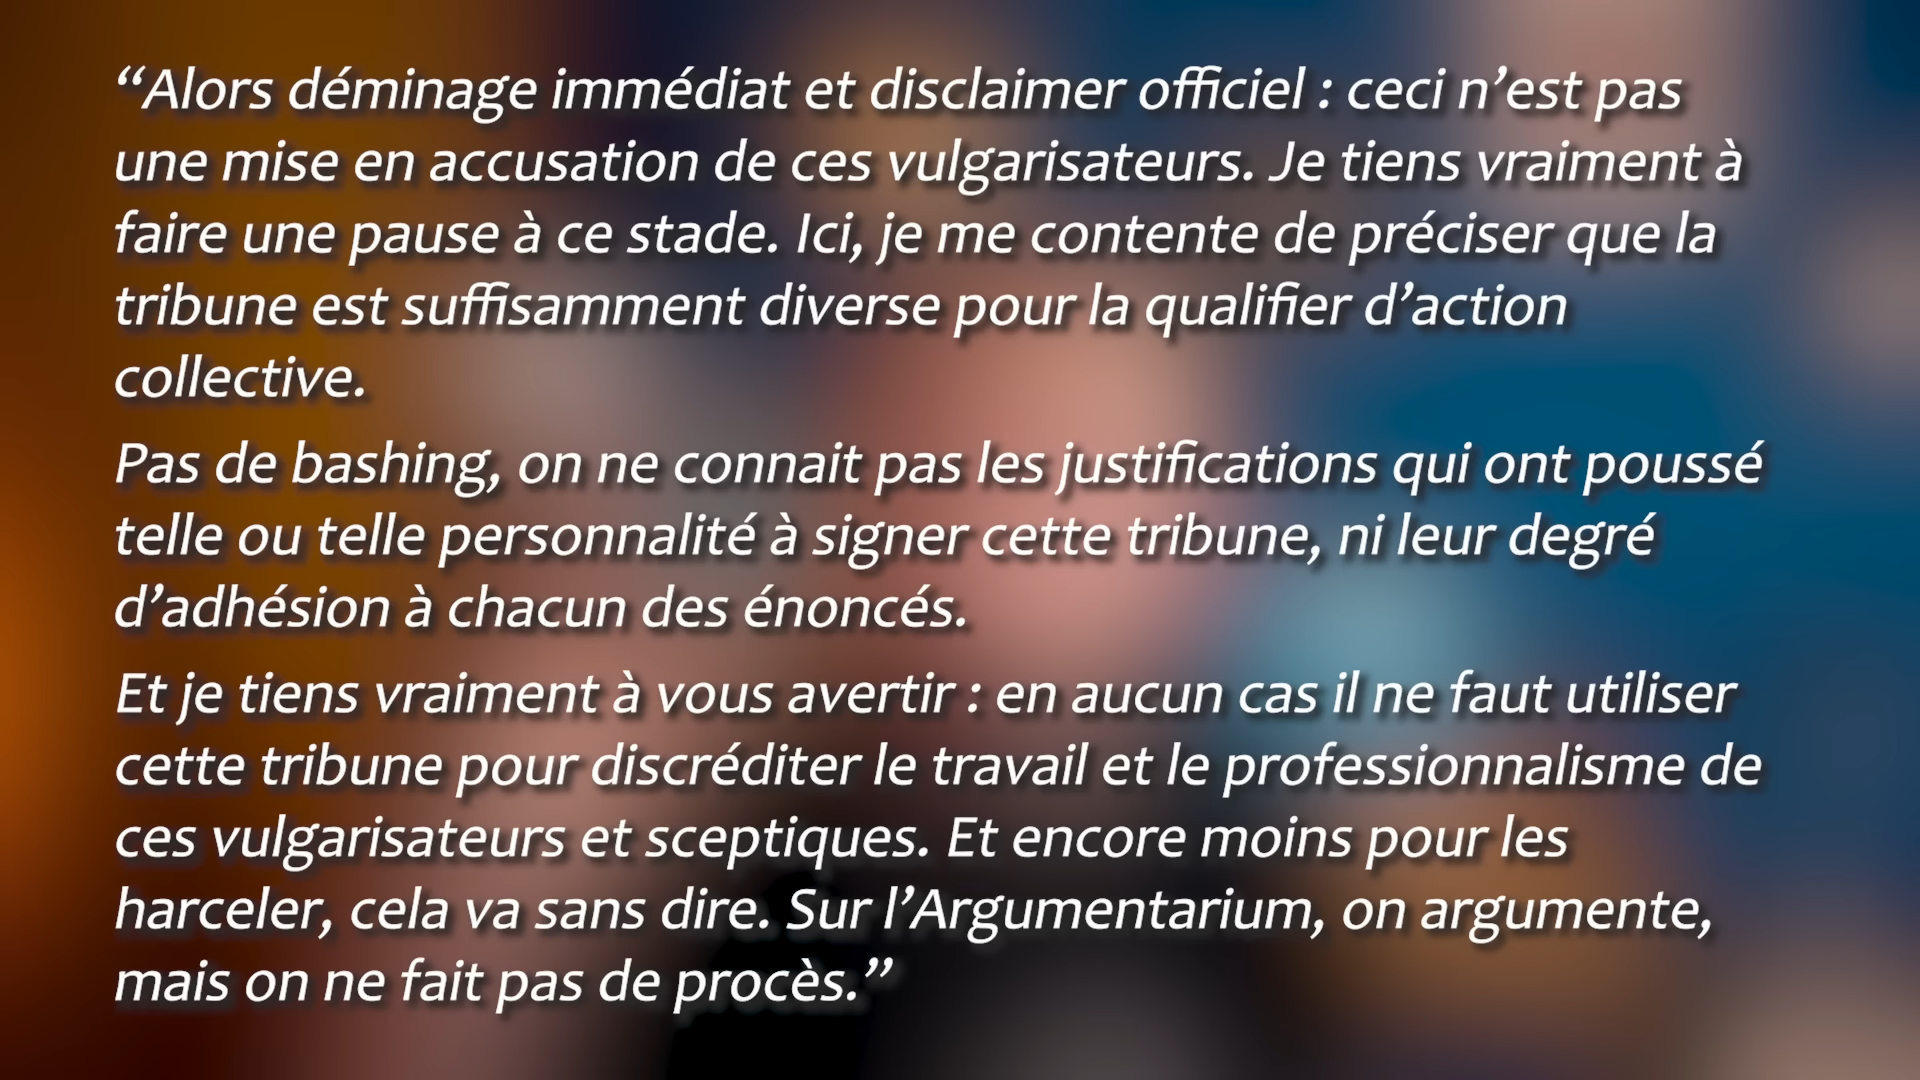 “Alors déminage immédiat et disclaimer officiel : ceci n’est pas
une mise en accusation de ces vulgarisateurs. Je tiens vraiment à
faire une pause à ce stade. Ici, je me contente de préciser que la
tribune est suffisamment diverse pour la qualifier d’action
collective.
Pas de bashing, on ne connait pas les justifications qui ont poussé
telle ou telle personnalité à signer cette tribune, ni leur degré
d’adhésion à chacun des énoncés.
Et je tiens vraiment à vous avertir : en aucun cas il ne faut utiliser
cette tribune pour discréditer le travail et le professionnalisme de
ces vulgarisateurs et sceptiques. Et encore moins pour les
harceler, cela va sans dire. Sur l’Argumentarium, on argumente,
mais on ne fait pas de procès.”